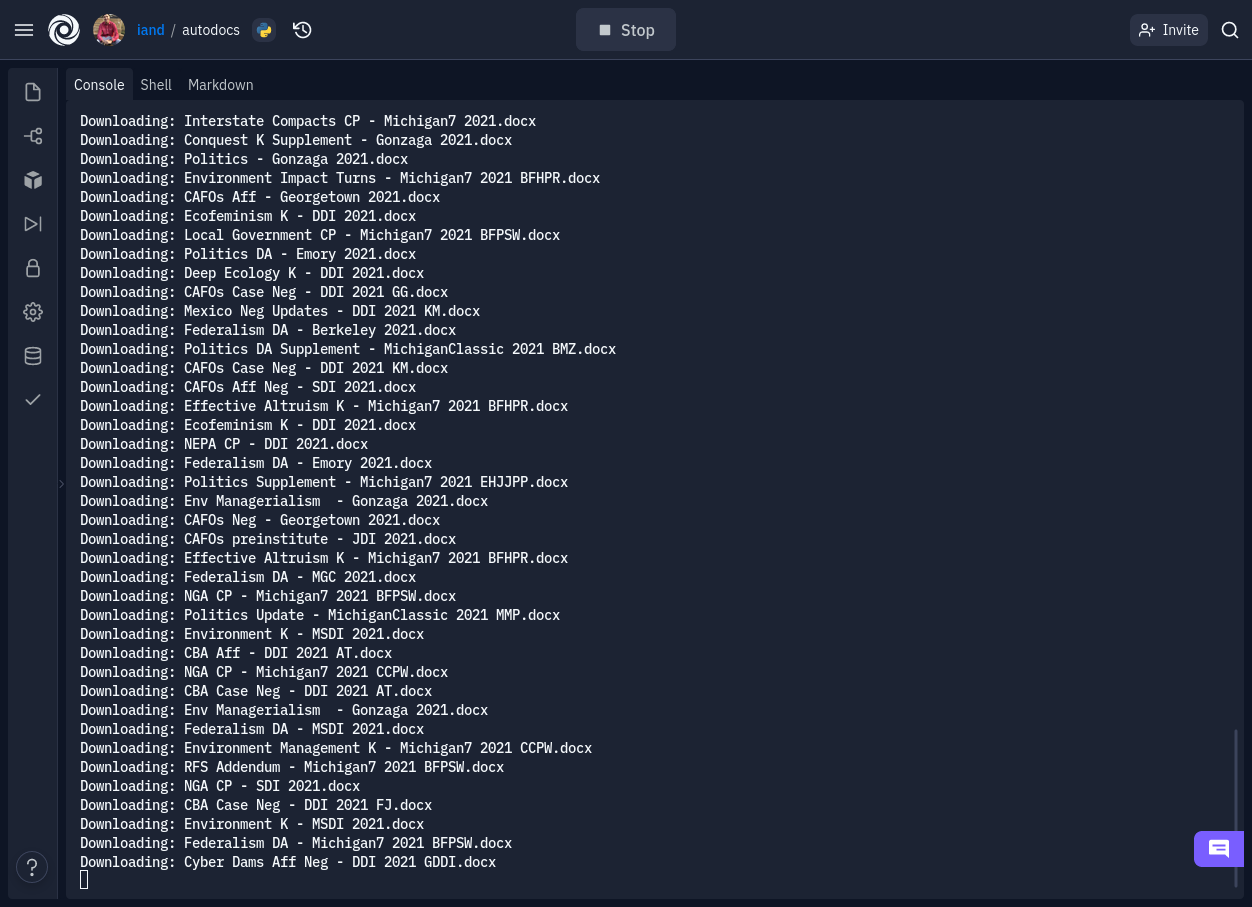 iand / autodocs
Stop
Invite
Console Shell Markdown
Downloading: Interstate Compacts CP - Michigan7 2021.docx
Downloading: Conquest K Supplement - Gonzaga 2021.docx
Downloading: Politics - Gonzaga 2021.docx
Downloading: Environment Impact Turns - Michigan7 2021 BFHPR.docx
Downloading: CAFOs Aff - Georgetown 2021.docx
Downloading: Ecofeminism K - DDI 2021.docx
Downloading: Local Government CP - Michigan7 2021 BFPSW.docx
Downloading: Politics DA - Emory 2021.docx
Downloading: Deep Ecology K - DDI 2021.docx
Downloading: CAFOs Case Neg - DDI 2021 GG.docx
Downloading: Mexico Neg Updates - DDI 2021 KM.docx
Downloading: Federalism DA - Berkeley 2021.docx
Downloading: Politics DA Supplement - MichiganClassic 2021 BMZ.docx
Downloading: CAFOs Case Neg - DDI 2021 KM.docx
Downloading: CAFOs Aff Neg - SDI 2021.docx
Downloading: Effective Altruism K - Michigan7 2021 BFHPR.docx
Downloading: Ecofeminism K - DDI 2021.docx
Downloading: NEPA CP - DDI 2021.docx
Downloading: Federalism DA - Emory 2021.docx
Downloading: Politics Supplement - Michigan7 2021 EHJJPP.docx
Downloading: Env Managerialism  - Gonzaga 2021.docx
Downloading: CAFOs Neg - Georgetown 2021.docx
Downloading: CAFOs preinstitute - JDI 2021.docx
Downloading: Effective Altruism K - Michigan7 2021 BFHPR.docx
Downloading: Federalism DA - MGC 2021.docx
Downloading: NGA CP - Michigan7 2021 BFPSW.docx
Downloading: Politics Update - MichiganClassic 2021 MMP.docx
Downloading: Environment K - MSDI 2021.docx
Downloading: CBA Aff - DDI 2021 AT.docx
Downloading: NGA CP - Michigan7 2021 CCPW.docx
Downloading: CBA Case Neg - DDI 2021 AT.docx
Downloading: Env Managerialism  - Gonzaga 2021.docx
Downloading: Federalism DA - MSDI 2021.docx
Downloading: Environment Management K - Michigan7 2021 CCPW.docx
Downloading: RFS Addendum - Michigan7 2021 BFPSW.docx
Downloading: NGA CP - SDI 2021.docx
Downloading: CBA Case Neg - DDI 2021 FJ.docx
Downloading: Environment K - MSDI 2021.docx
Downloading: Federalism DA - Michigan7 2021 BFPSW.docx
Downloading: Cyber Dams Aff Neg - DDI 2021 GDDI.docx